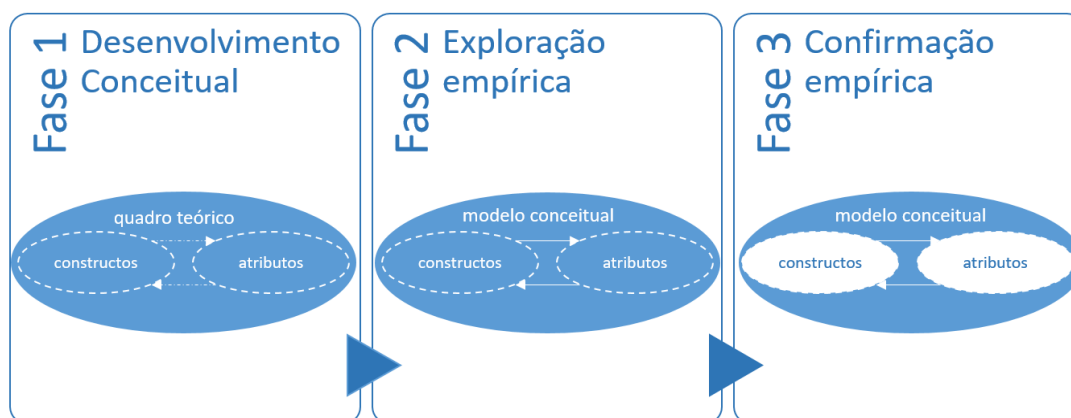 Fase 1
Desenvolvimento
Conceitual
quadro teórico
constructos
atributos
Fase 2
Exploração
empírica
modelo conceitual
constructos
atributos
Fase 3
Confirmação
empírica
modelo conceitual
constructos
atributos